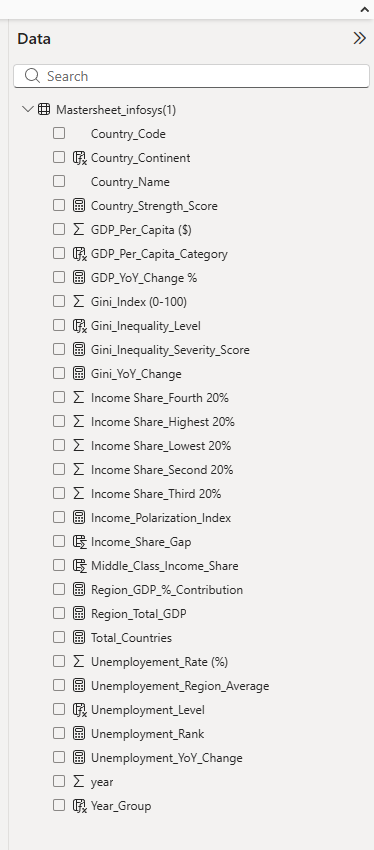 Data
Search
Mastersheet_infosys(1)
Country_Code
Country_Continent
Country_Name
Country_Strength_Score
GDP_Per_Capita ($)
GDP_Per_Capita_Category
GDP_YoY_Change %
Gini_Index (0-100)
Gini_Inequality_Level
Gini_Inequality_Severity_Score
Gini_YoY_Change
Income Share_Fourth 20%
Income Share_Highest 20%
Income Share_Lowest 20%
Income Share_Second 20%
Income Share_Third 20%
Income_Polarization_Index
Income_Share_Gap
Middle_Class_Income_Share
Region_GDP_%_Contribution
Region_Total_GDP
Total_Countries
Unemployement_Rate (%)
Unemployement_Region_Average
Unemployment_Level
Unemployment_Rank
Unemployment_YoY_Change
year
Year_Group